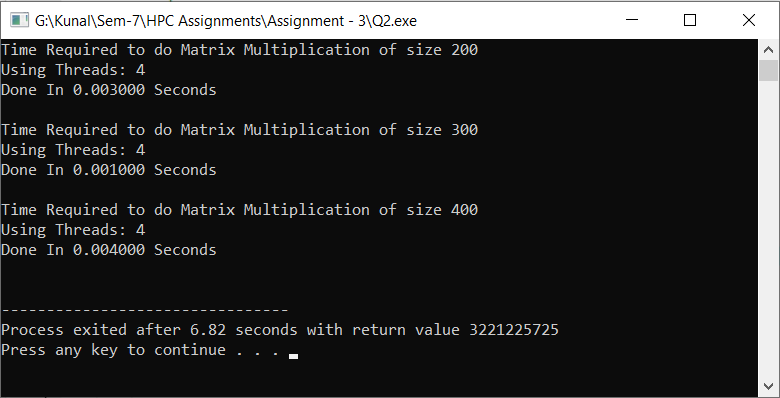 G:\Kunal\Sem-7\HPC Assignments\Assignment - 3\Q2.exe
Time Required to do Matrix Multiplication of size 200
Using Threads: 4
Done In 0.003000 Seconds
Time Required to do Matrix Multiplication of size 300
Using Threads: 4
Done In 0.001000 Seconds
Time Required to do Matrix Multiplication of size 400
Using Threads: 4
Done In 0.004000 Seconds
--------------------------------
Process exited after 6.82 seconds with return value 3221225725
Press any key to continue . . .